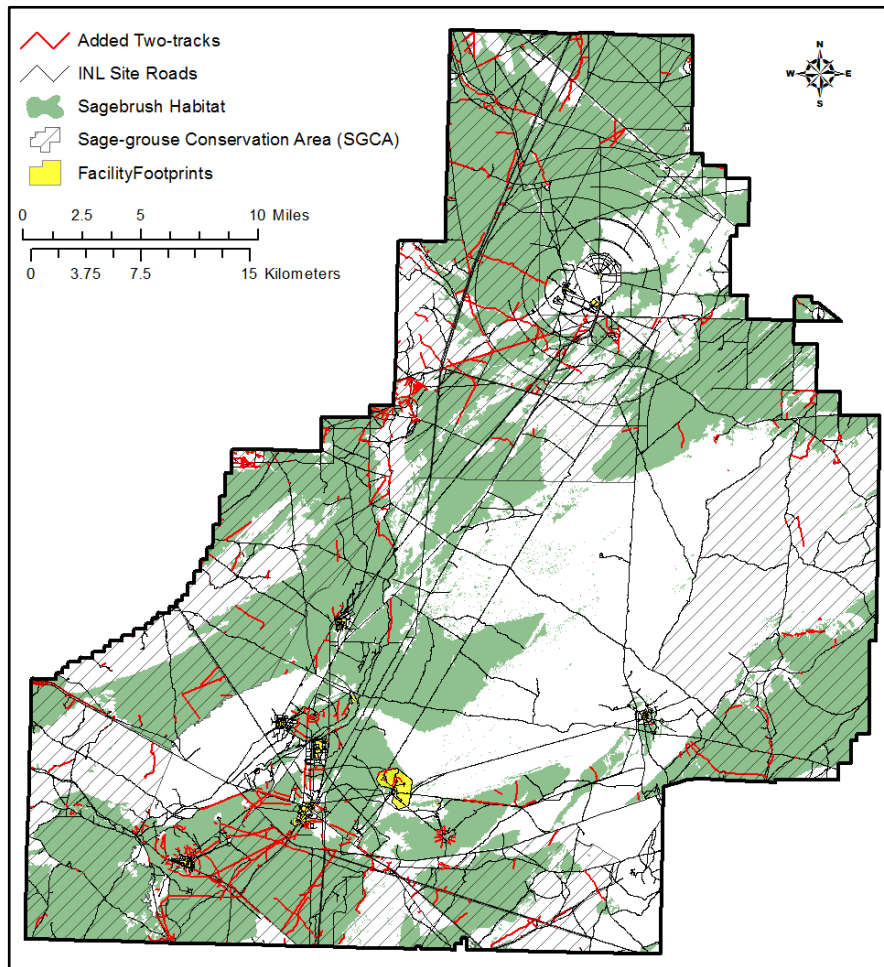 Added Two-tracks
INL Site Roads
Sagebrush Habitat
Sage-grouse Conservation Area (SGCA)
FacilityFootprints
0 2.5 5 10 Miles
0 3.75 7.5 15 Kilometers
N
W E
S